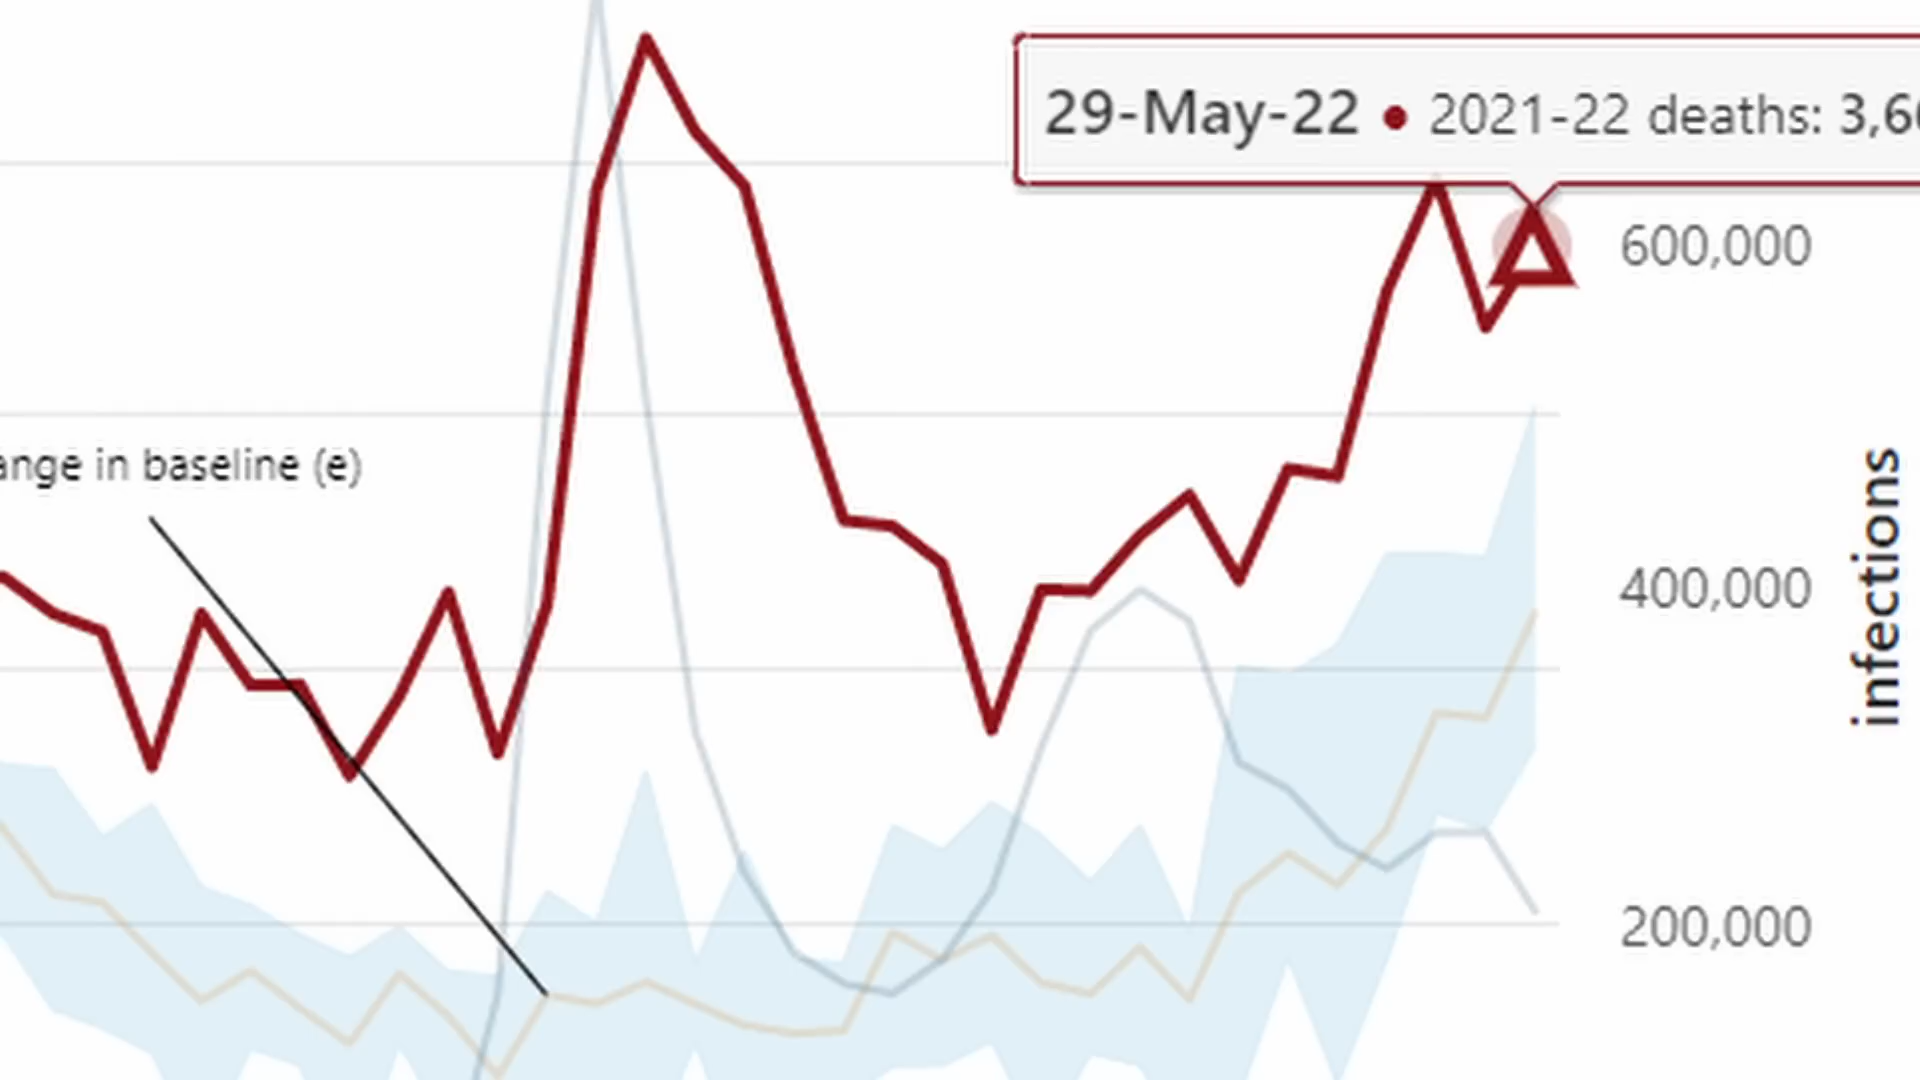 29-May-22 ● 2021-22 deaths: 3,6
600,000
ange in baseline (e)
400,000
infections
200,000